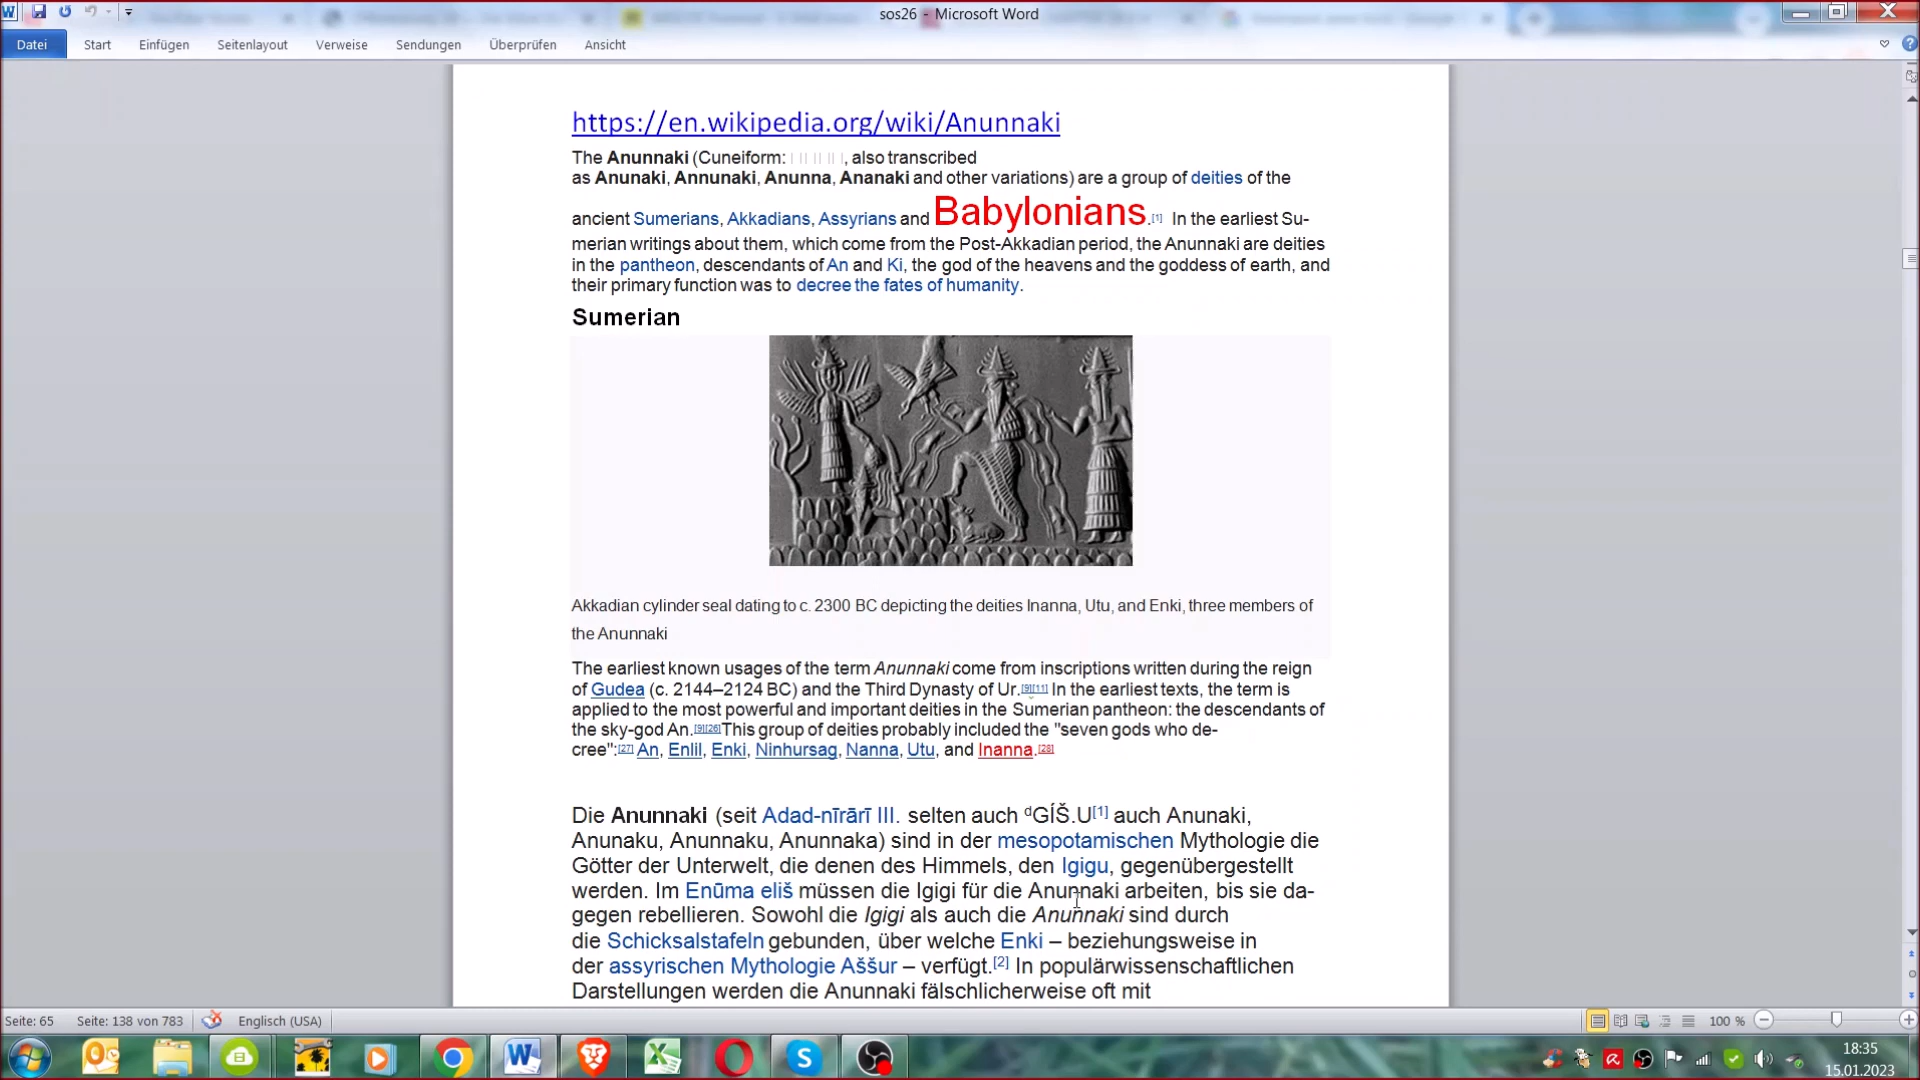 sos26 - Microsoft Word
Datei Start Einfügen Seitenlayout Verweise Sendungen Überprüfen Ansicht
https://en.wikipedia.org/wiki/Anunnaki
The Anunnaki (Cuneiform: , also transcribed
as Anunaki, Annunaki, Anunna, Ananaki and other variations) are a group of deities of the
ancient Sumerians, Akkadians, Assyrians and Babylonians.[1] In the earliest Su-
merian writings about them, which come from the Post-Akkadian period, the Anunnaki are deities
in the pantheon, descendants of An and Ki, the god of the heavens and the goddess of earth, and
their primary function was to decree the fates of humanity.
Sumerian
Akkadian cylinder seal dating to c. 2300 BC depicting the deities Inanna, Utu, and Enki, three members of
the Anunnaki
The earliest known usages of the term Anunnaki come from inscriptions written during the reign
of Gudea (c. 2144–2124 BC) and the Third Dynasty of Ur.[9][11] In the earliest texts, the term is
applied to the most powerful and important deities in the Sumerian pantheon: the descendants of
the sky-god An.[9][26]This group of deities probably included the "seven gods who de-
cree":[27] An, Enlil, Enki, Ninhursag, Nanna, Utu, and Inanna.[28]
Die Anunnaki (seit Adad-nīrārī III. selten auch ᵈGÍŠ.U[1] auch Anunaki,
Anunaku, Anunnaku, Anunnaka) sind in der mesopotamischen Mythologie die
Götter der Unterwelt, die denen des Himmels, den Igigu, gegenübergestellt
werden. Im Enūma eliš müssen die Igigi für die Anunnaki arbeiten, bis sie da-
gegen rebellieren. Sowohl die Igigi als auch die Anunnaki sind durch
die Schicksalstafeln gebunden, über welche Enki – beziehungsweise in
der assyrischen Mythologie Aššur – verfügt.[2] In populärwissenschaftlichen
Darstellungen werden die Anunnaki fälschlicherweise oft mit
Seite: 65 Seite: 138 von 783 Englisch (USA) 100 %
18:35
15.01.2023